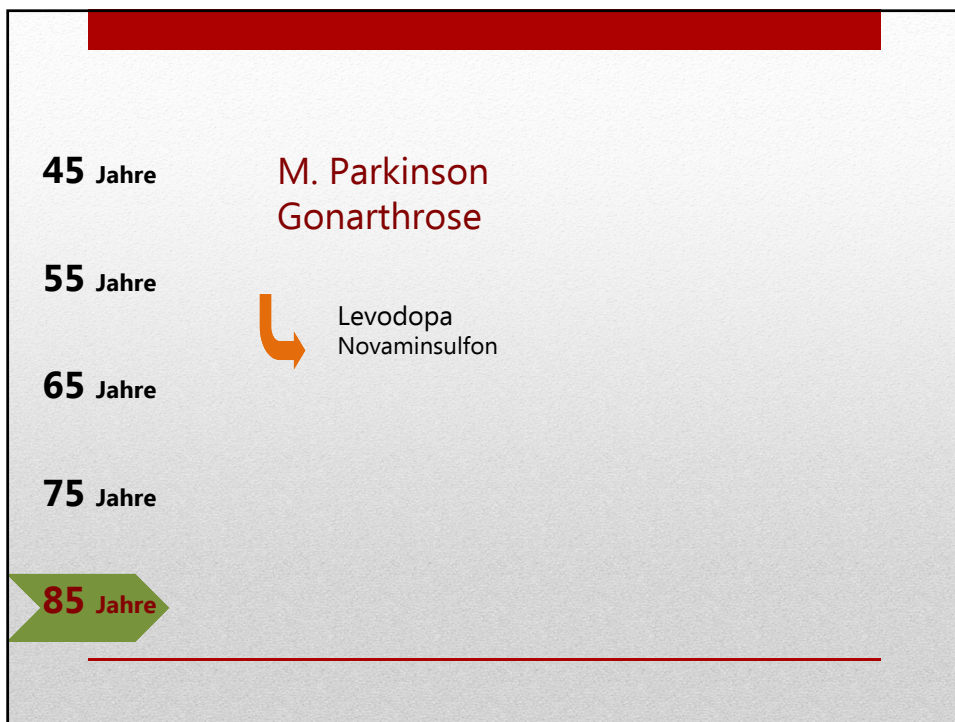 45 Jahre
M. Parkinson
Gonarthrose
55 Jahre
Levodopa
Novaminsulfon
65 Jahre
75 Jahre
85 Jahre